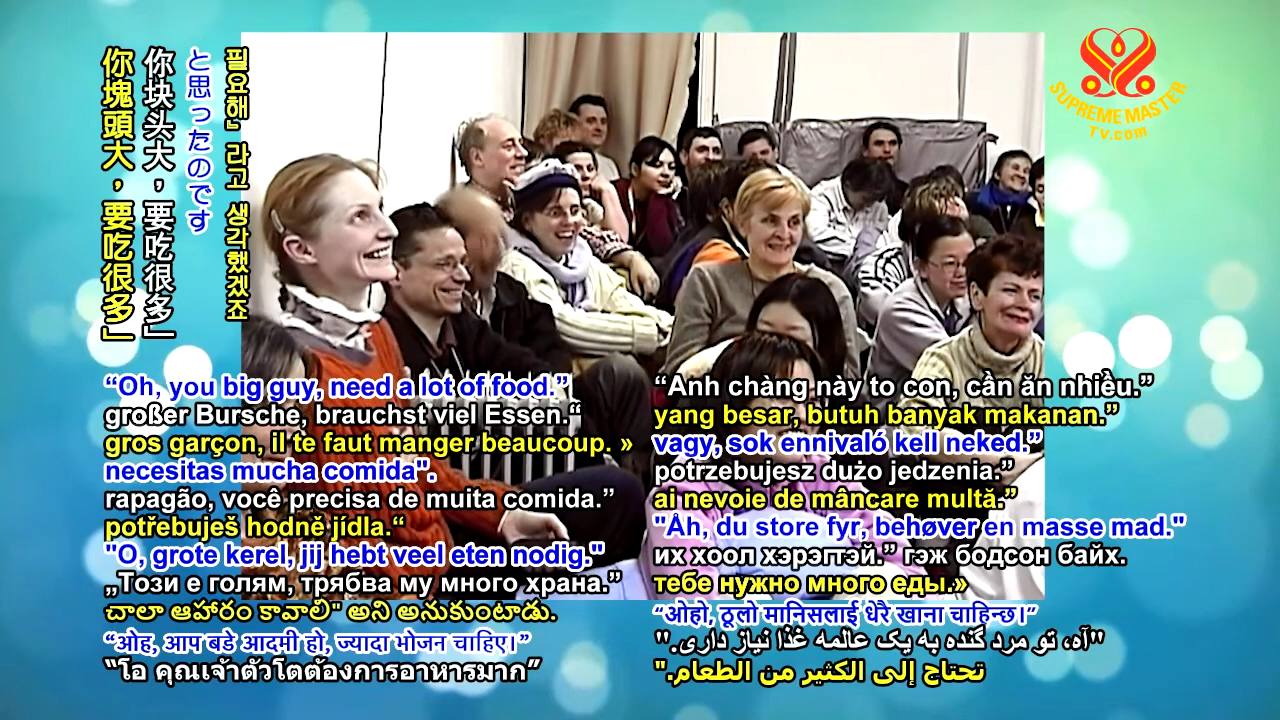 你塊頭大，要吃很多」
你块头大，要吃很多」
と思ったのです
필요해」라고 생각했겠죠
SUPREME MASTER
TV.com
“Oh, you big guy, need a lot of food.”
großer Bursche, brauchst viel Essen.“
gros garçon, il te faut manger beaucoup. »
necesitas mucha comida".
rapagão, você precisa de muita comida.”
potřebuješ hodně jídla.“
"O, grote kerel, jij hebt veel eten nodig."
„Този е голям, трябва му много храна.”
చాలా ఆహారం కావాలి" అని అనుకుంటాడు.
“ओह, आप बडे आदमी हो, ज्यादा भोजन चाहिए।”
“โอ คุณเจ้าตัวโตต้องการอาหารมาก”
“Anh chàng này to con, cần ăn nhiều.”
yang besar, butuh banyak makanan.”
vagy, sok ennivaló kell neked.”
potrzebujesz dużo jedzenia.”
ai nevoie de mâncare multă.”
"Åh, du store fyr, behøver en masse mad."
их хоол хэрэгтэй.” гэж бодсон байх.
тебе нужно много еды.»
“ओहो, ठूलो मानिसलाई धेरै खाना चाहिन्छ।”
"آه، تو مرد گنده به یک عالمه غذا نیاز داری."
تحتاج إلى الكثير من الطعام."